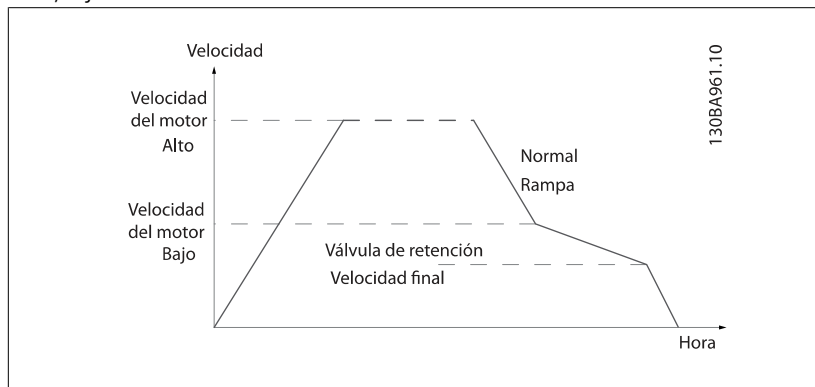 Velocidad
Velocidad
del motor
Alto
130BA961.10
Normal
Rampa
Velocidad
del motor
Bajo
Válvula de retención
Velocidad final
Hora